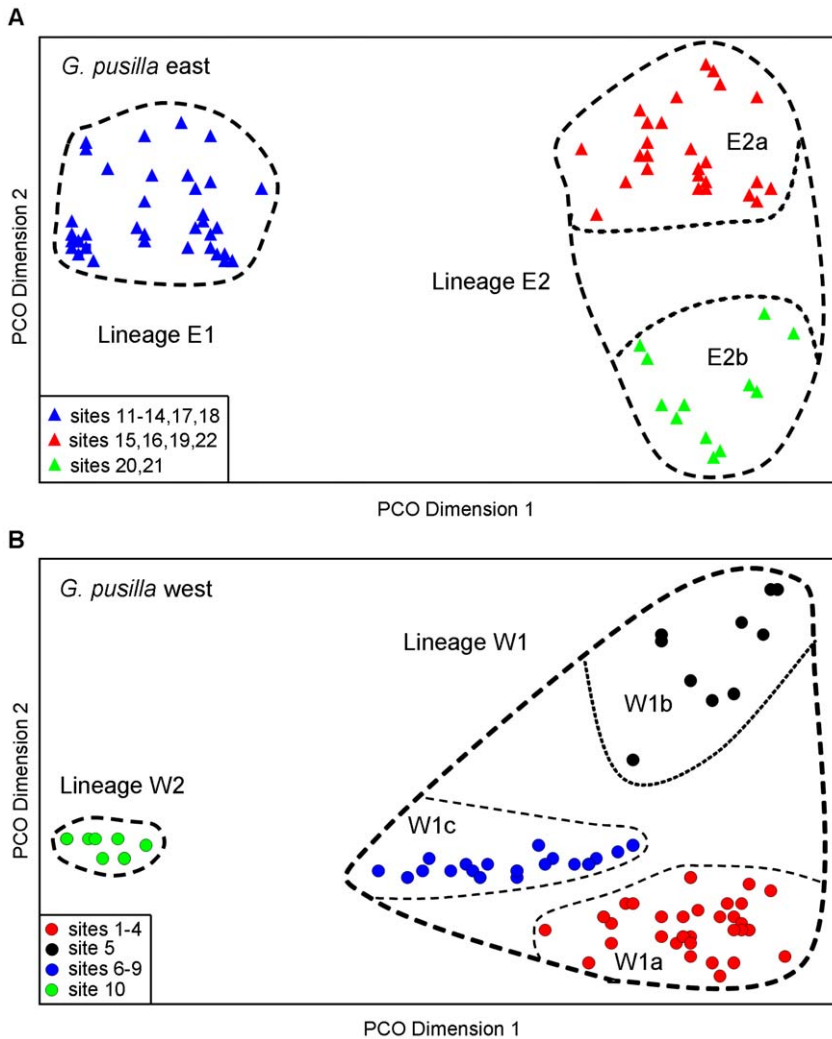 A
G. pusilla east
E2a
PCO Dimension 2
Lineage E2
Lineage E1
E2b
sites 11-14,17,18
sites 15,16,19,22
sites 20,21
PCO Dimension 1
B
G. pusilla west
Lineage W1
W1b
PCO Dimension 2
Lineage W2
W1c
sites 1-4
site 5
sites 6-9
site 10
W1a
PCO Dimension 1